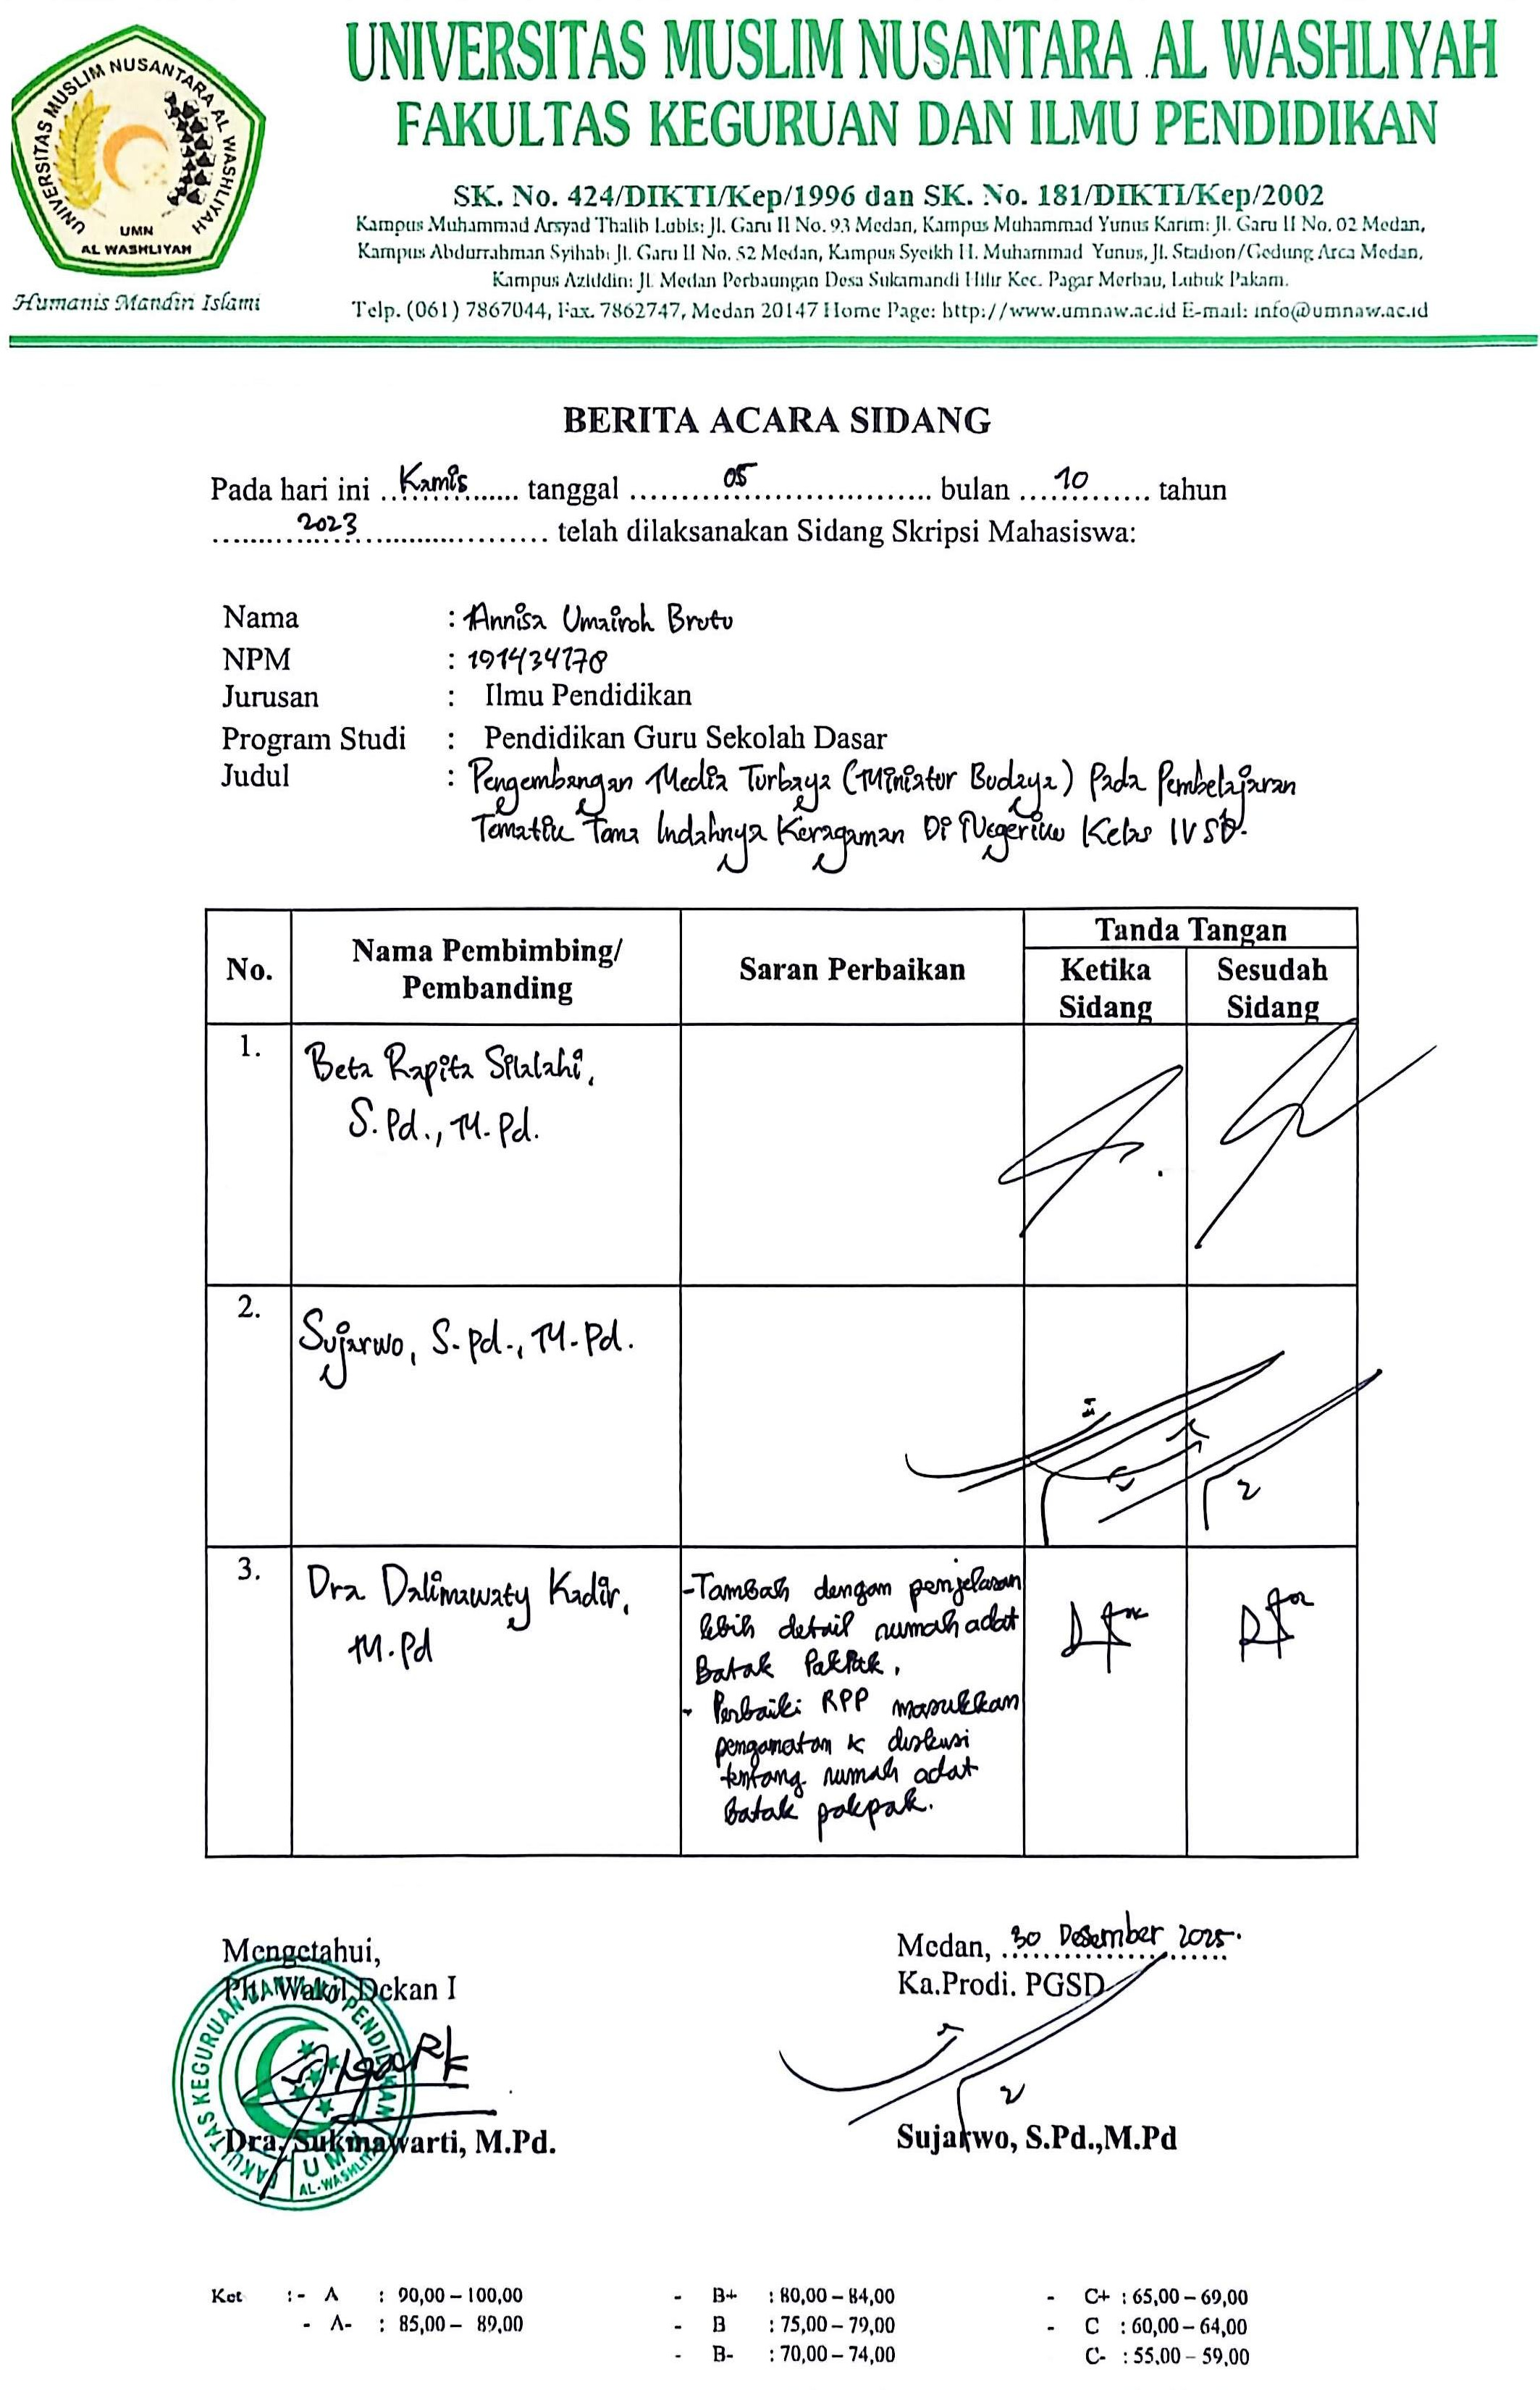 UNIVERSITAS MUSLIM NUSANTARA AL WASHLIYAH
FAKULTAS KEGURUAN DAN ILMU PENDIDIKAN
SK. No. 424/DIKTI/Kep/1996 dan SK. No. 181/DIKTI/Kep/2002
Kampus Muhammad Arsyad Thalib Lubis: Jl. Garu II No. 93 Medan, Kampus Muhammad Yunus Karim: Jl. Garu II No. 02 Medan,
Kampus Abdurrahman Syihab: Jl. Garu II No. 52 Medan, Kampus Syeikh H. Muhammad Yunus, Jl. Stadion/Gedung Arca Medan,
Kampus Aziddin: Jl. Medan Perbaungan Desa Sukamandi Hilir Kec. Pagar Merbau, Lubuk Pakam.
Telp. (061) 7867044, Fax. 7862747, Medan 20147 Home Page: http://www.umnaw.ac.id E-mail: info@umnaw.ac.id
UNIVERSITAS MUSLIM NUSANTARA AL WASHLIYAH
UMN
AL WASHLIYAH
Humanis Mandiri Islami
BERITA ACARA SIDANG
Pada hari ini Kamis tanggal 05 bulan 10 tahun
2023 telah dilaksanakan Sidang Skripsi Mahasiswa:
Nama : Annisa Umairoh Brutu
NPM : 191434178
Jurusan : Ilmu Pendidikan
Program Studi : Pendidikan Guru Sekolah Dasar
Judul : Pengembangan Media Turbaya (Miniatur Budaya) Pada Pembelajaran
Tematik Tema Indahnya Keragaman Di Negeriku Kelas IV SD.
No. Nama Pembimbing/ Pembanding Saran Perbaikan Tanda Tangan
Ketika Sidang Sesudah Sidang
1. Beta Rapita Silalahi,
S.Pd., M.Pd.
2. Sujarwo, S.Pd., M.Pd.
3. Dra Dalimawaty Kadir,
M.Pd
- Tambah dengan penjelasan
lebih detail rumah adat
Batak Pakpak.
- Perbaiki RPP masukkan
pengamatan & diskusi
tentang rumah adat
Batak pakpak.
Mengetahui,
Plt. Wakil Dekan I
FAKULTAS KEGURUAN DAN ILMU PENDIDIKAN
UMN
AL-WASHLIYAH
Dra. Sukmawarti, M.Pd.
Medan, 30 Desember 2025.
Ka.Prodi. PGSD
Sujarwo, S.Pd.,M.Pd
Ket :- A : 90,00 – 100,00 - B+ : 80,00 – 84,00 - C+ : 65,00 – 69,00
- A- : 85,00 – 89,00 - B : 75,00 – 79,00 - C : 60,00 – 64,00
- B- : 70,00 – 74,00 C- : 55,00 – 59,00